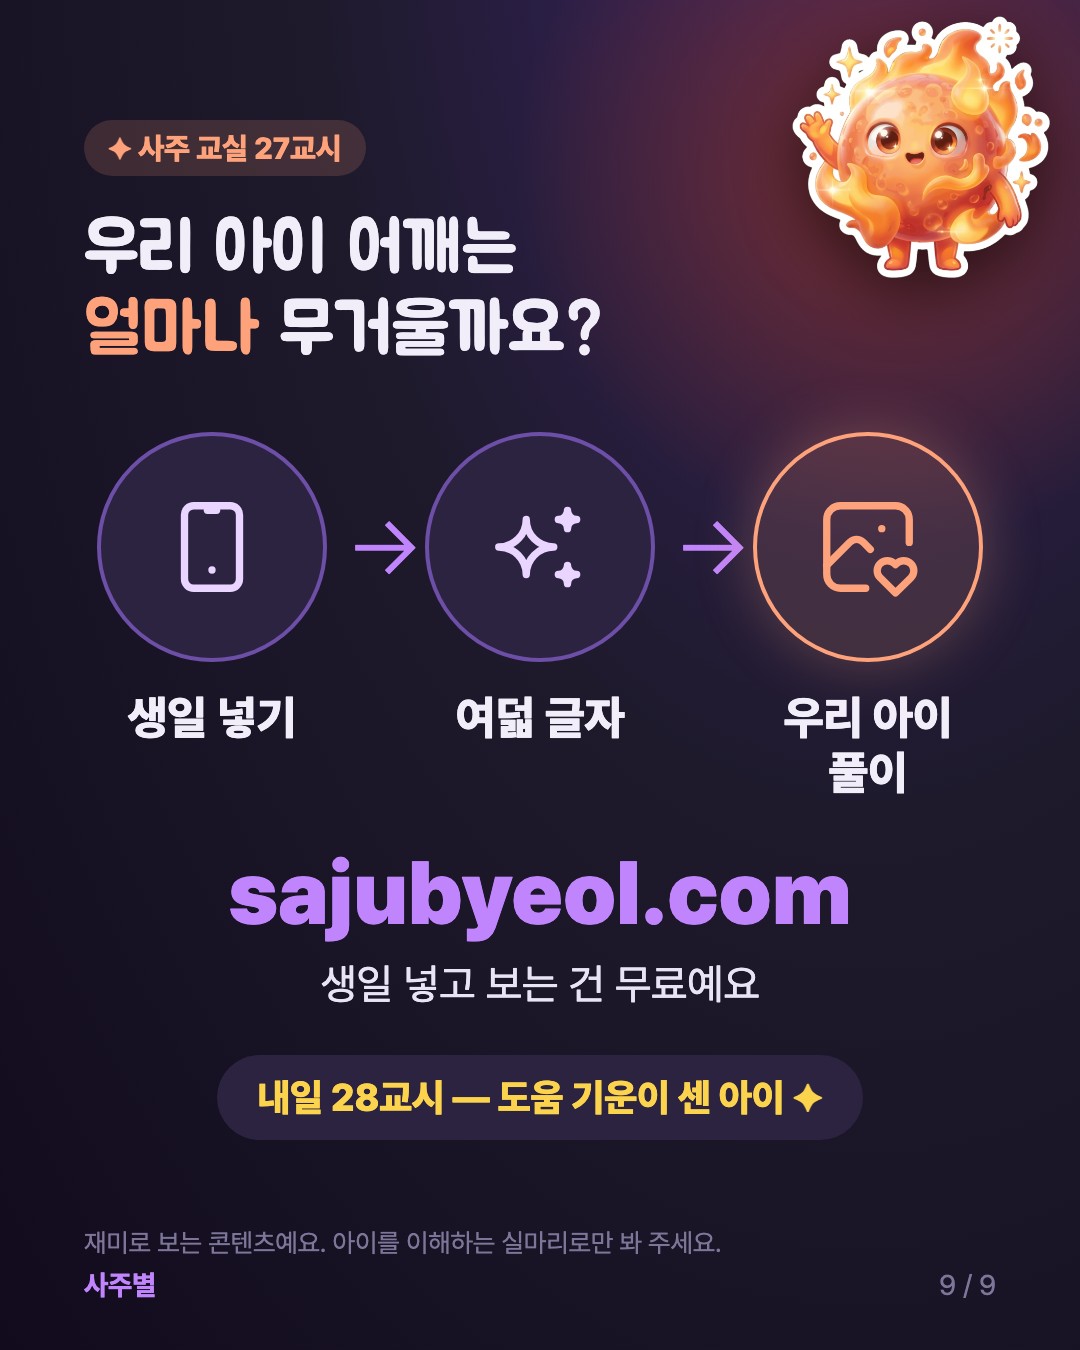 ✦ 사주 교실 27교시
우리 아이 어깨는
얼마나 무거울까요?
생일 넣기
여덟 글자
우리 아이
풀이
sajubyeol.com
생일 넣고 보는 건 무료예요
내일 28교시 — 도움 기운이 센 아이 ✦
재미로 보는 콘텐츠예요. 아이를 이해하는 실마리로만 봐 주세요.
사주별
9 / 9